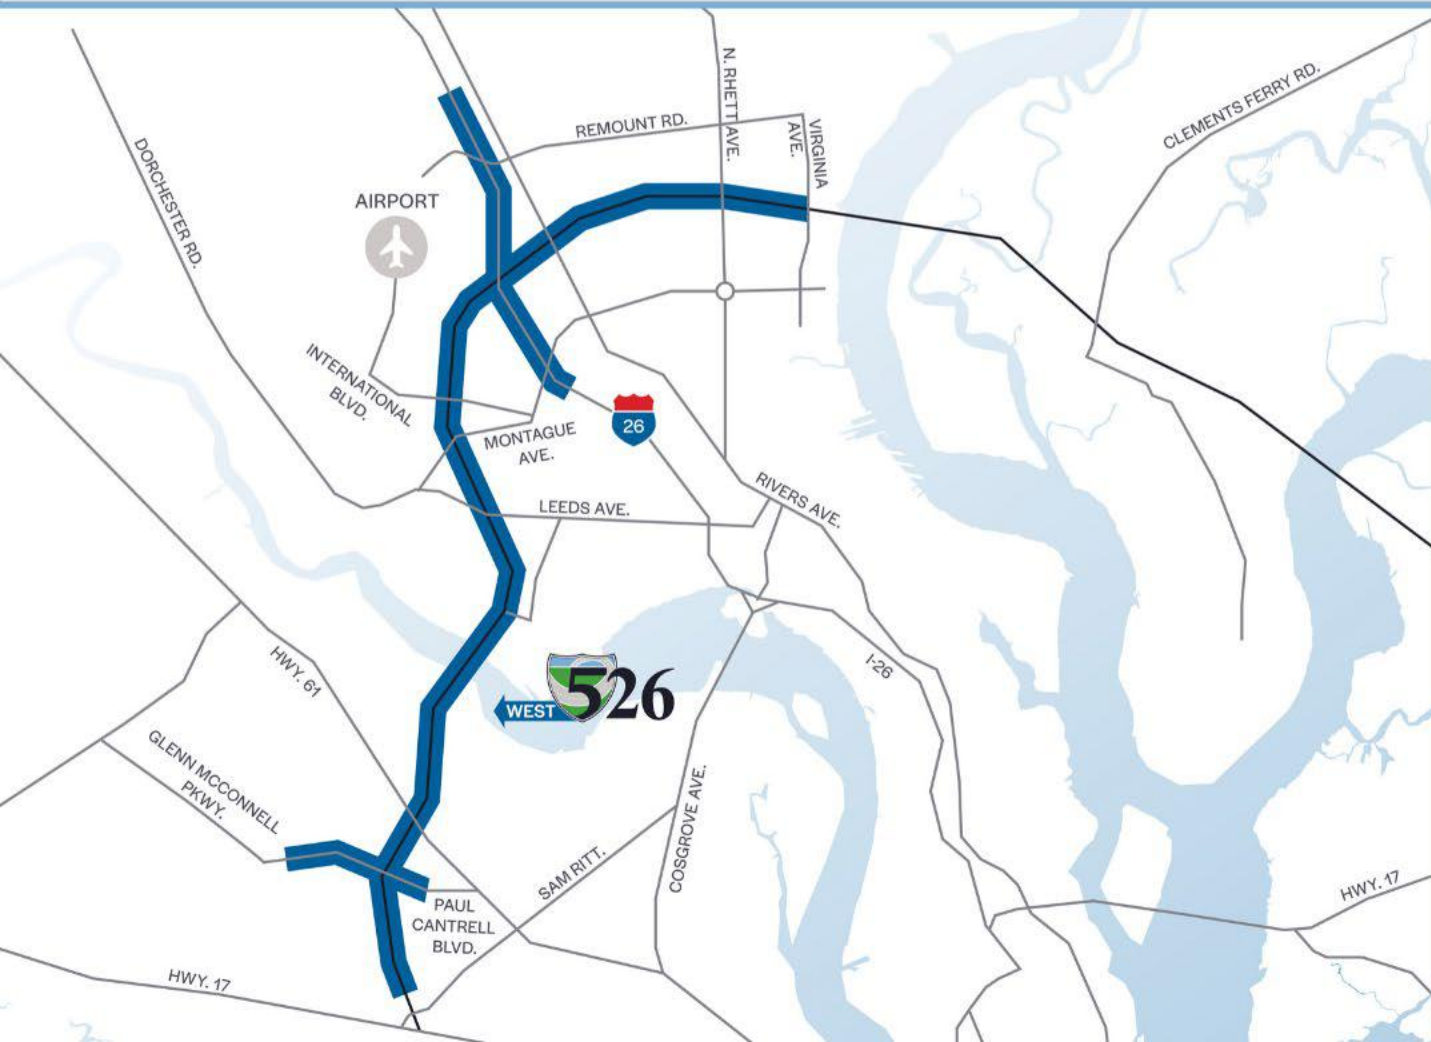 N. RHETT AVE.
CLEMENTS FERRY RD.
REMOUNT RD.
VIRGINIA
AVE.
DORCHESTER RD.
AIRPORT
INTERNATIONAL
BLVD.
26
MONTAGUE
AVE.
RIVERS AVE.
LEEDS AVE.
HWY. 61
I-26
526
WEST
GLENN MCCONNELL
PKWY.
COSGROVE AVE.
SAM RITT.
HWY. 17
PAUL
CANTRELL
BLVD.
HWY. 17